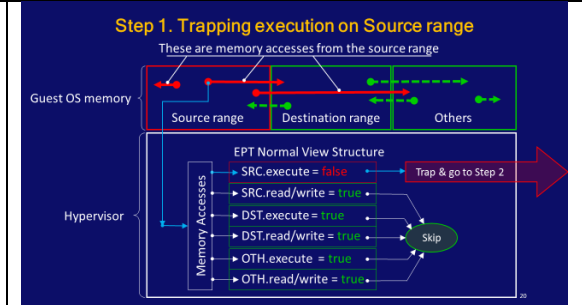 Step 1. Trapping execution on Source range
These are memory accesses from the source range
Guest OS memory
Source range
Destination range
Others
EPT Normal View Structure
Hypervisor
Memory Accesses
SRC.execute = false
Trap & go to Step 2
SRC.read/write = true
DST.execute = true
DST.read/write = true
Skip
OTH.execute = true
OTH.read/write = true
20